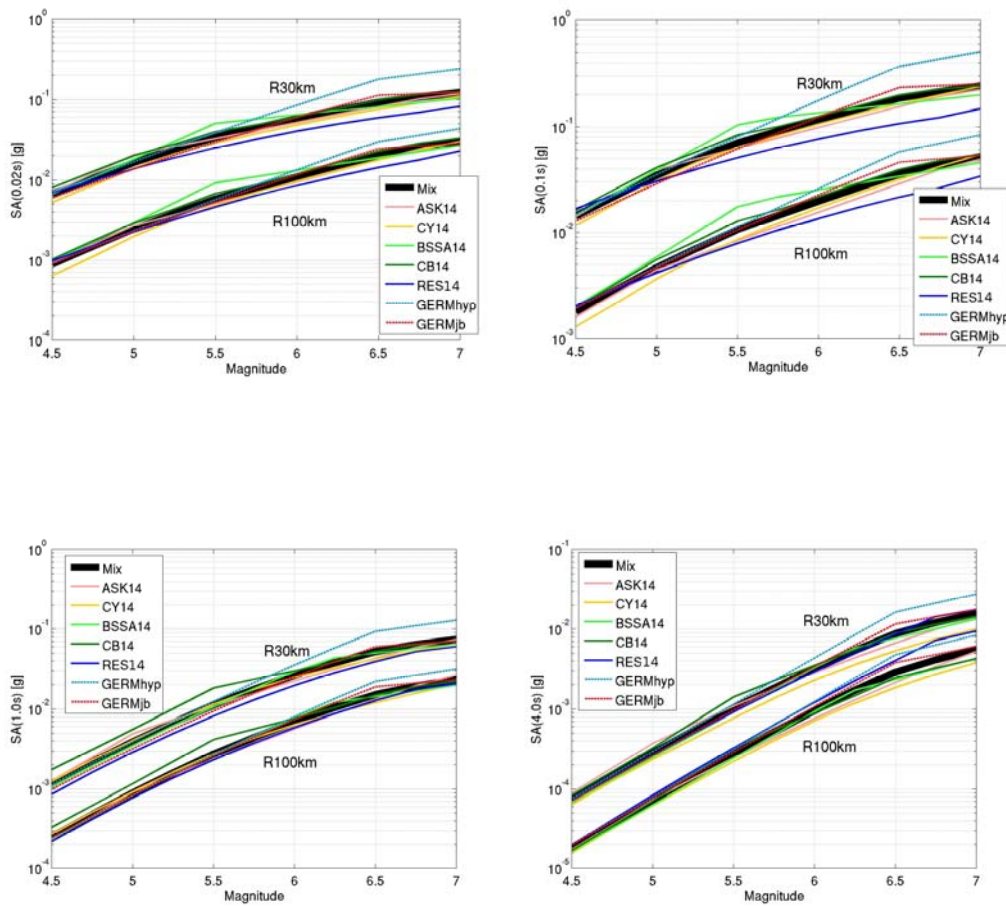 10^0
10^-1
10^-2
10^-3
10^-4
SA(0.02s) [g]
R30km
R100km
Mix
ASK14
CY14
BSSA14
CB14
RES14
GERMhyp
GERMjb
4.5 5 5.5 6 6.5 7
Magnitude
10^0
10^-1
10^-2
10^-3
SA(0.1s) [g]
R30km
R100km
Mix
ASK14
CY14
BSSA14
CB14
RES14
GERMhyp
GERMjb
4.5 5 5.5 6 6.5 7
Magnitude
10^0
10^-1
10^-2
10^-3
10^-4
SA(1.0s) [g]
Mix
ASK14
CY14
BSSA14
CB14
RES14
GERMhyp
GERMjb
R30km
R100km
4.5 5 5.5 6 6.5 7
Magnitude
10^0
10^-1
10^-2
10^-3
10^-4
10^-5
SA(4.0s) [g]
Mix
ASK14
CY14
BSSA14
CB14
RES14
GERMhyp
GERMjb
R30km
R100km
4.5 5 5.5 6 6.5 7
Magnitude